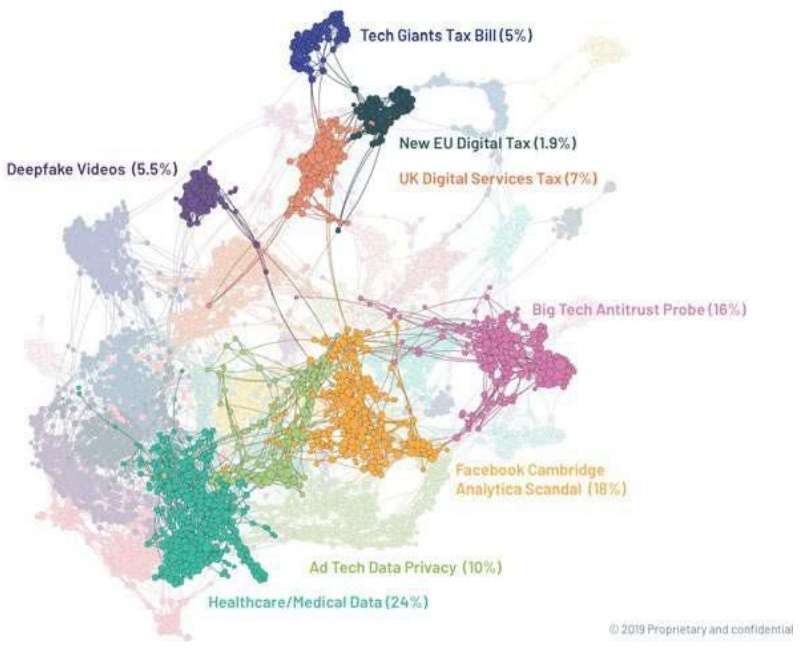 Tech Giants Tax Bill (5%)
New EU Digital Tax (1.9%)
Deepfake Videos (5.5%)
UK Digital Services Tax (7%)
Big Tech Antitrust Probe (16%)
Facebook Cambridge
Analytica Scandal (18%)
Ad Tech Data Privacy (10%)
Healthcare/Medical Data (24%)
© 2019 Proprietary and confidential